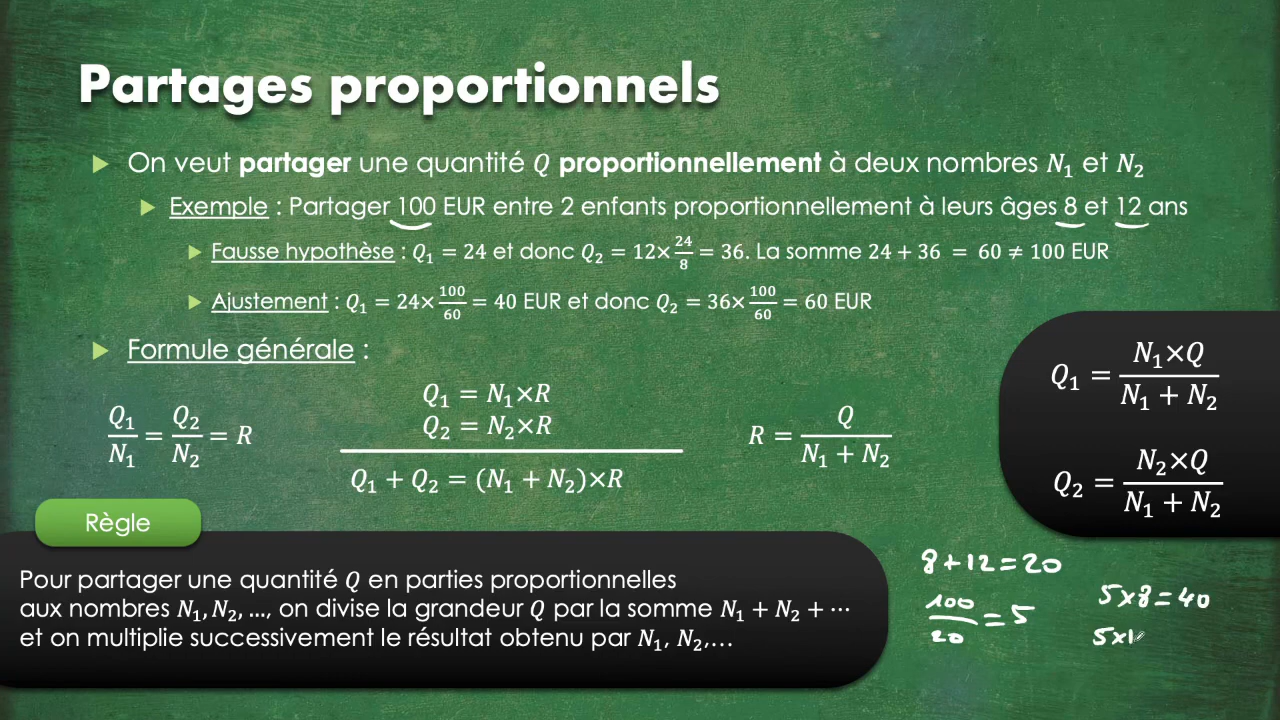 Partages proportionnels
On veut partager une quantité Q proportionnellement à deux nombres N₁ et N₂
Exemple : Partager 100 EUR entre 2 enfants proportionnellement à leurs âges 8 et 12 ans
Fausse hypothèse : Q₁ = 24 et donc Q₂ = 12×24/8 = 36. La somme 24 + 36 = 60 ≠ 100 EUR
Ajustement : Q₁ = 24×100/60 = 40 EUR et donc Q₂ = 36×100/60 = 60 EUR
Formule générale :
Q₁/N₁ = Q₂/N₂ = R
Q₁ = N₁×R
Q₂ = N₂×R
Q₁ + Q₂ = (N₁ + N₂)×R
R = Q/(N₁ + N₂)
Q₁ = N₁×Q/(N₁ + N₂)
Q₂ = N₂×Q/(N₁ + N₂)
Règle
Pour partager une quantité Q en parties proportionnelles
aux nombres N₁, N₂, …, on divise la grandeur Q par la somme N₁ + N₂ + ⋯
et on multiplie successivement le résultat obtenu par N₁, N₂,…
8+12=20
100/20 = 5
5×8=40
5×1